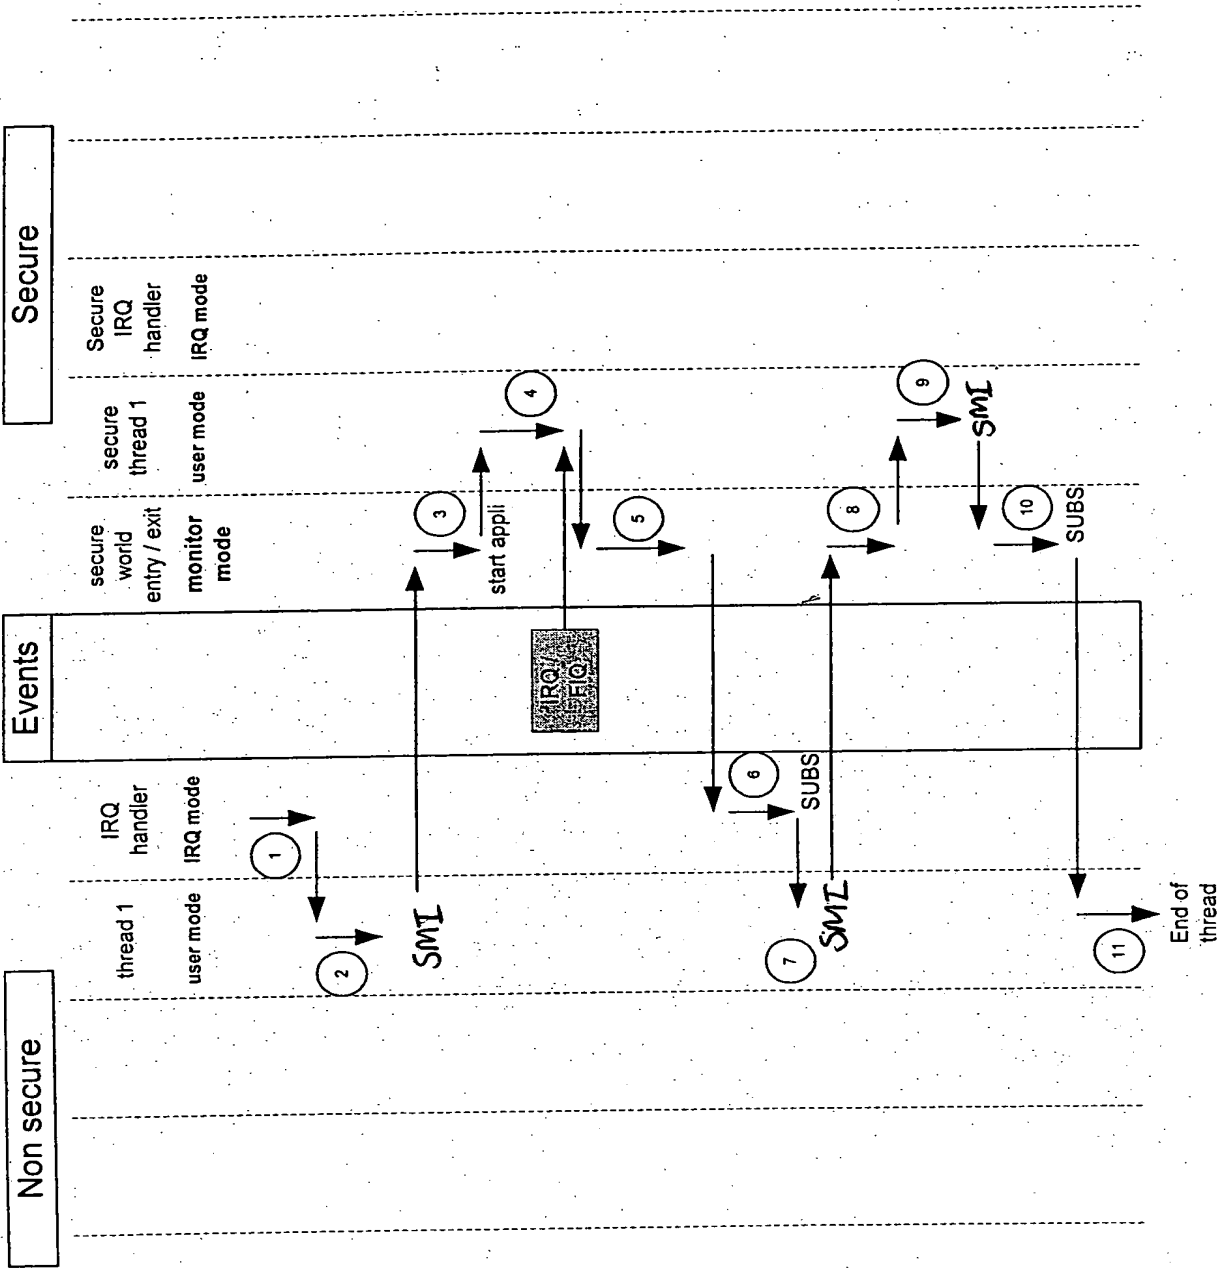 Non secure
Events
Secure
thread 1
user mode
IRQ
handler
IRQ mode
secure
world
entry / exit
monitor
mode
secure
thread 1
user mode
Secure
IRQ
handler
IRQ mode
1
2
SMI
3
start appli
4
IRQ /
FIQ
5
6
SUBS
7
SMI
8
9
SMI
10
SUBS
11
End of
thread